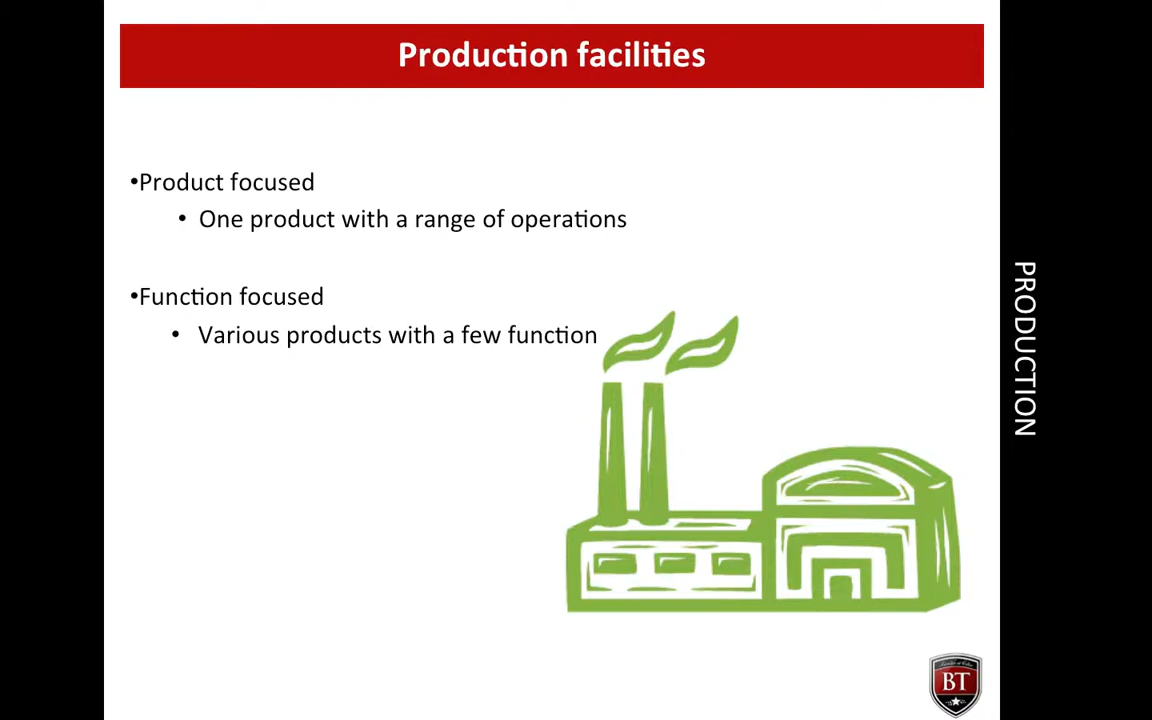 Production facilities
•Product focused
• One product with a range of operations
•Function focused
• Various products with a few function
PRODUCTION
BT